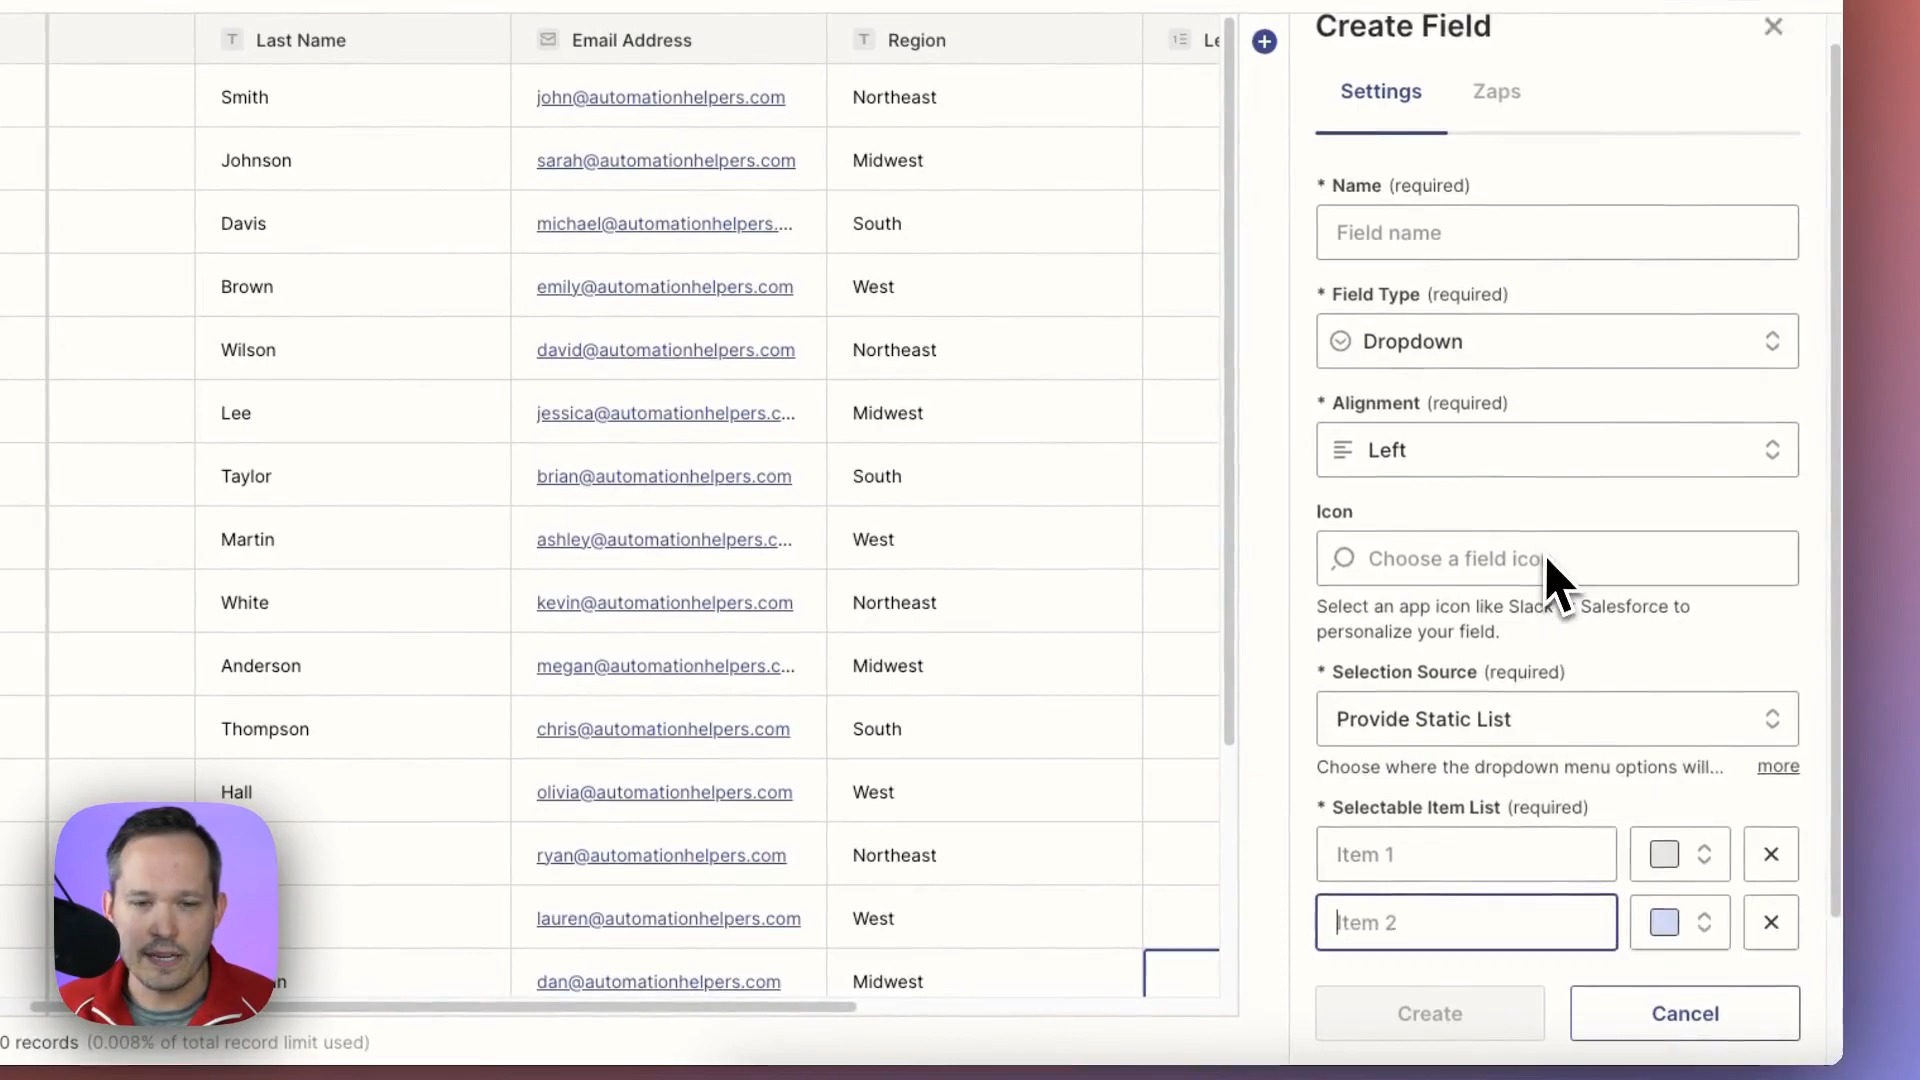 Last Name
Email Address
Region
Le
Smith
john@automationhelpers.com
Northeast
Johnson
sarah@automationhelpers.com
Midwest
Davis
michael@automationhelpers....
South
Brown
emily@automationhelpers.com
West
Wilson
david@automationhelpers.com
Northeast
Lee
jessica@automationhelpers.c...
Midwest
Taylor
brian@automationhelpers.com
South
Martin
ashley@automationhelpers.c...
West
White
kevin@automationhelpers.com
Northeast
Anderson
megan@automationhelpers.c...
Midwest
Thompson
chris@automationhelpers.com
South
Hall
olivia@automationhelpers.com
West
ryan@automationhelpers.com
Northeast
lauren@automationhelpers.com
West
n
dan@automationhelpers.com
Midwest
0 records (0.008% of total record limit used)
Create Field
Settings
Zaps
* Name (required)
Field name
* Field Type (required)
Dropdown
* Alignment (required)
Left
Icon
Choose a field ico
Select an app icon like Slack Salesforce to
personalize your field.
* Selection Source (required)
Provide Static List
Choose where the dropdown menu options will... more
* Selectable Item List (required)
Item 1
Item 2
Create
Cancel